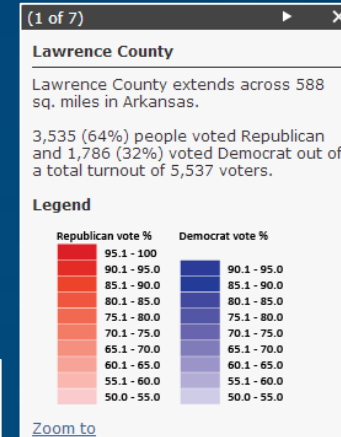 (1 of 7)
Lawrence County
Lawrence County extends across 588
sq. miles in Arkansas.
3,535 (64%) people voted Republican
and 1,786 (32%) voted Democrat out of
a total turnout of 5,537 voters.
Legend
Republican vote % Democrat vote %
95.1 - 100
90.1 - 95.0 90.1 - 95.0
85.1 - 90.0 85.1 - 90.0
80.1 - 85.0 80.1 - 85.0
75.1 - 80.0 75.1 - 80.0
70.1 - 75.0 70.1 - 75.0
65.1 - 70.0 65.1 - 70.0
60.1 - 65.0 60.1 - 65.0
55.1 - 60.0 55.1 - 60.0
50.0 - 55.0 50.0 - 55.0
Zoom to